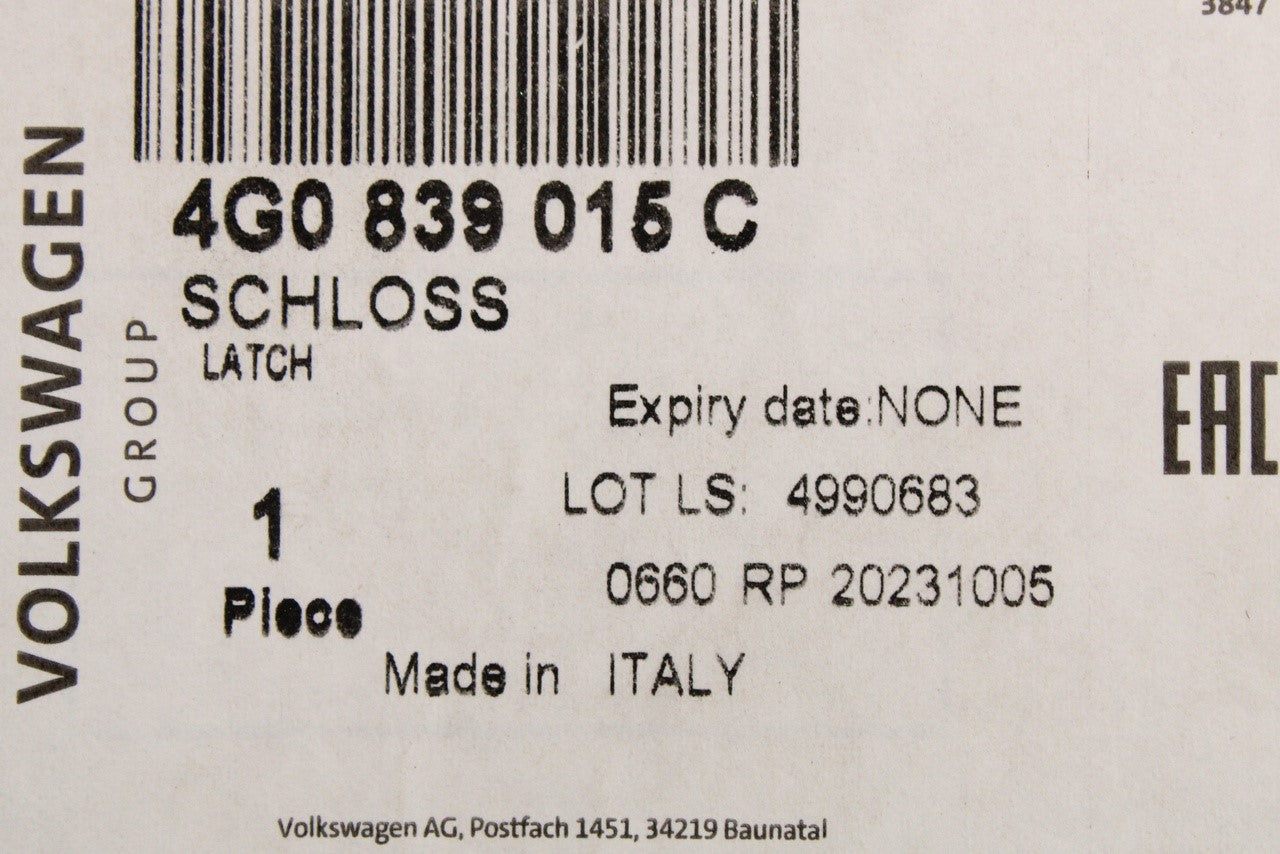 3847
4G0 839 015 C
SCHLOSS
LATCH
Expiry date:NONE
LOT LS: 4990683
1
Piece
0660 RP 20231005
Made in ITALY
VOLKSWAGEN
GROUP
EAC
Volkswagen AG, Postfach 1451, 34219 Baunatal